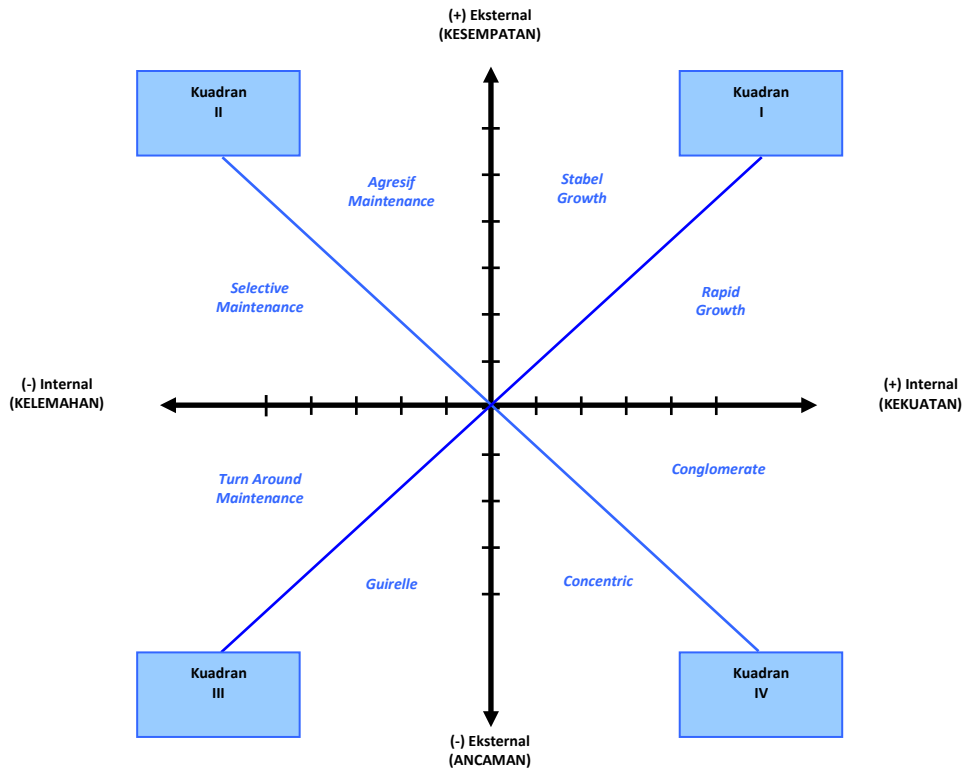 (+) Eksternal
(KESEMPATAN)
Kuadran
II
Kuadran
I
Agresif
Maintenance
Stabel
Growth
Selective
Maintenance
Rapid
Growth
(-) Internal
(KELEMAHAN)
(+) Internal
(KEKUATAN)
Turn Around
Maintenance
Conglomerate
Guirelle
Concentric
Kuadran
III
Kuadran
IV
(-) Eksternal
(ANCAMAN)